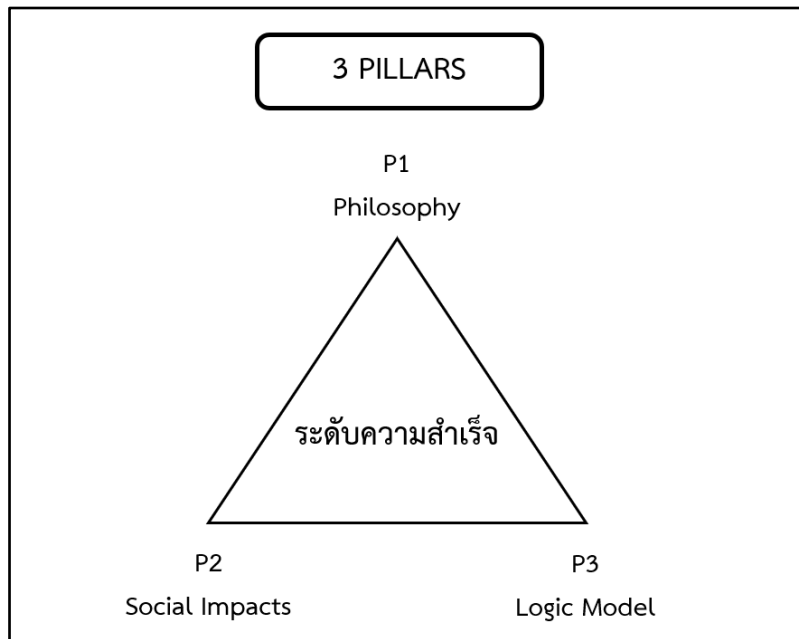 3 PILLARS
P1
Philosophy
ระดับความสำเร็จ
P2
Social Impacts
P3
Logic Model